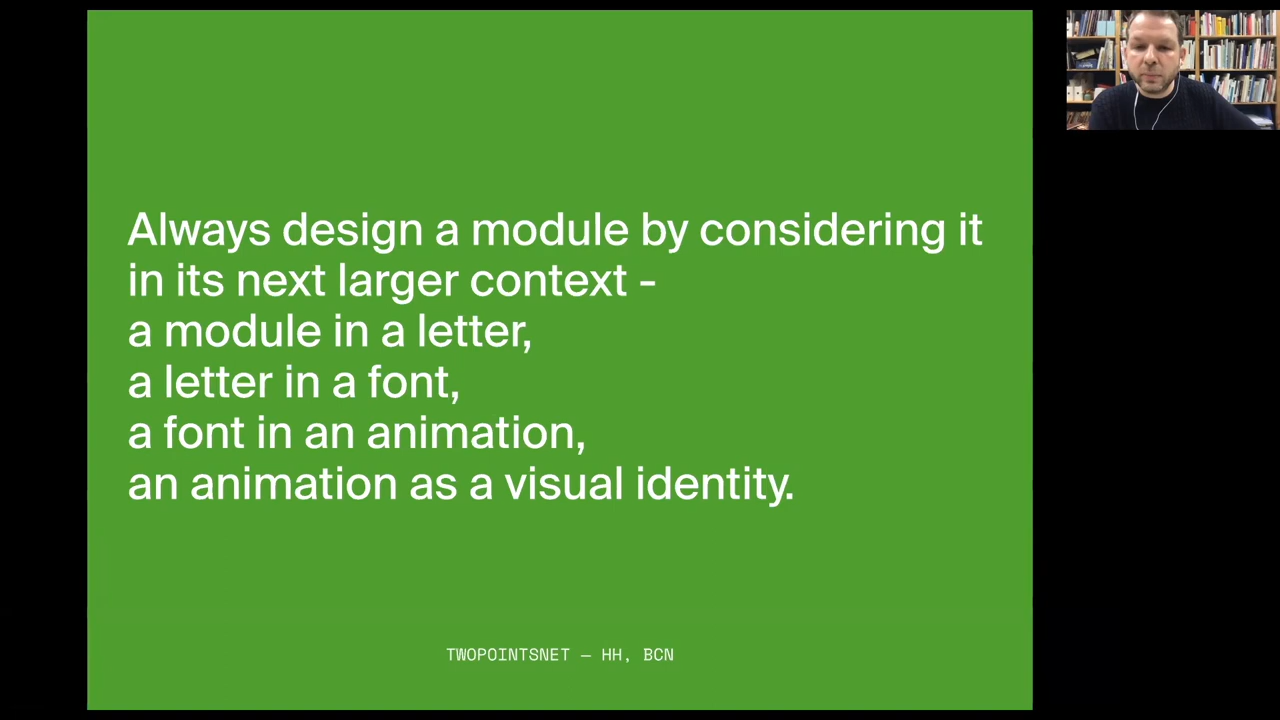 Always design a module by considering it
in its next larger context -
a module in a letter,
a letter in a font,
a font in an animation,
an animation as a visual identity.
TWOPOINTSNET — HH, BCN